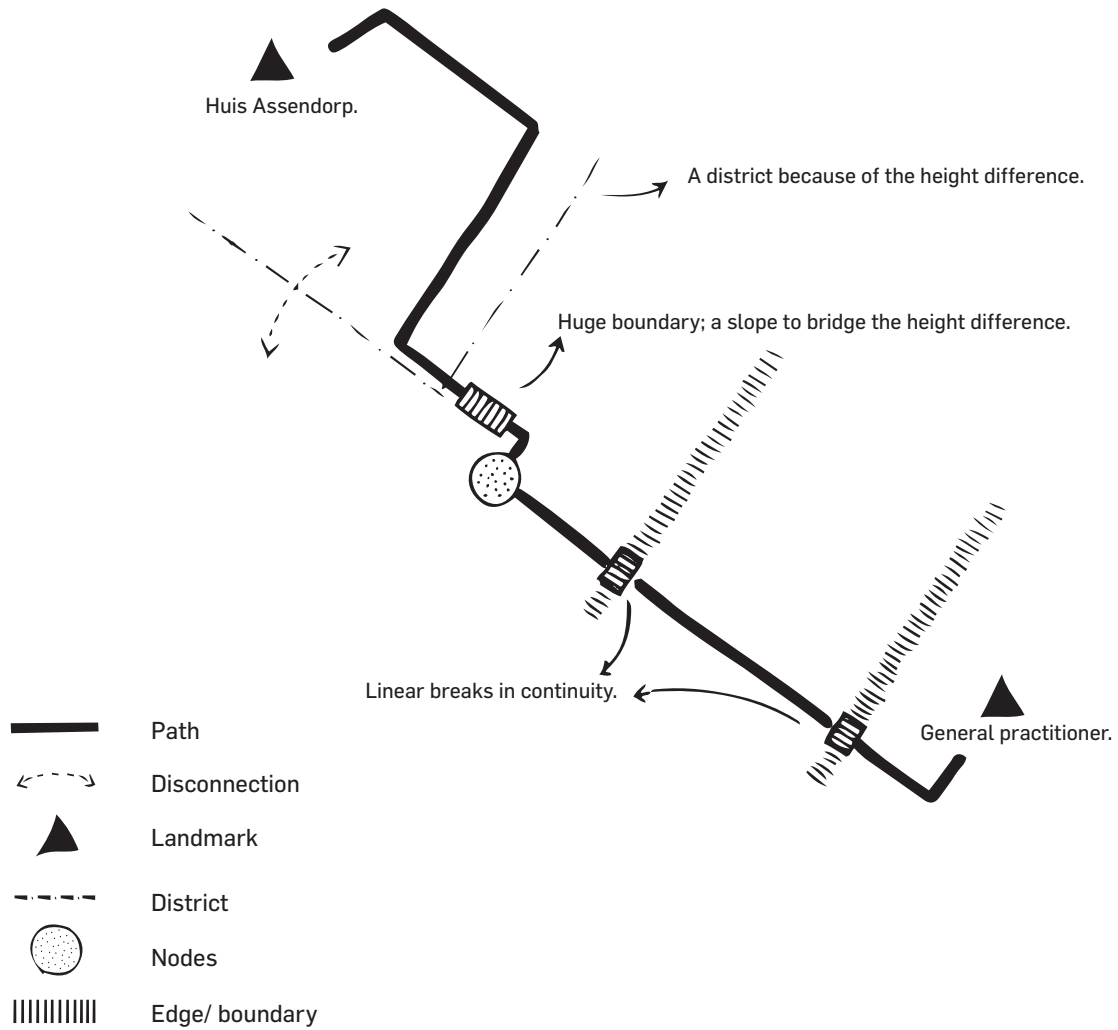 Huis Assendorp.
A district because of the height difference.
Huge boundary; a slope to bridge the height difference.
Linear breaks in continuity.
General practitioner.
Path
Disconnection
Landmark
District
Nodes
Edge/ boundary